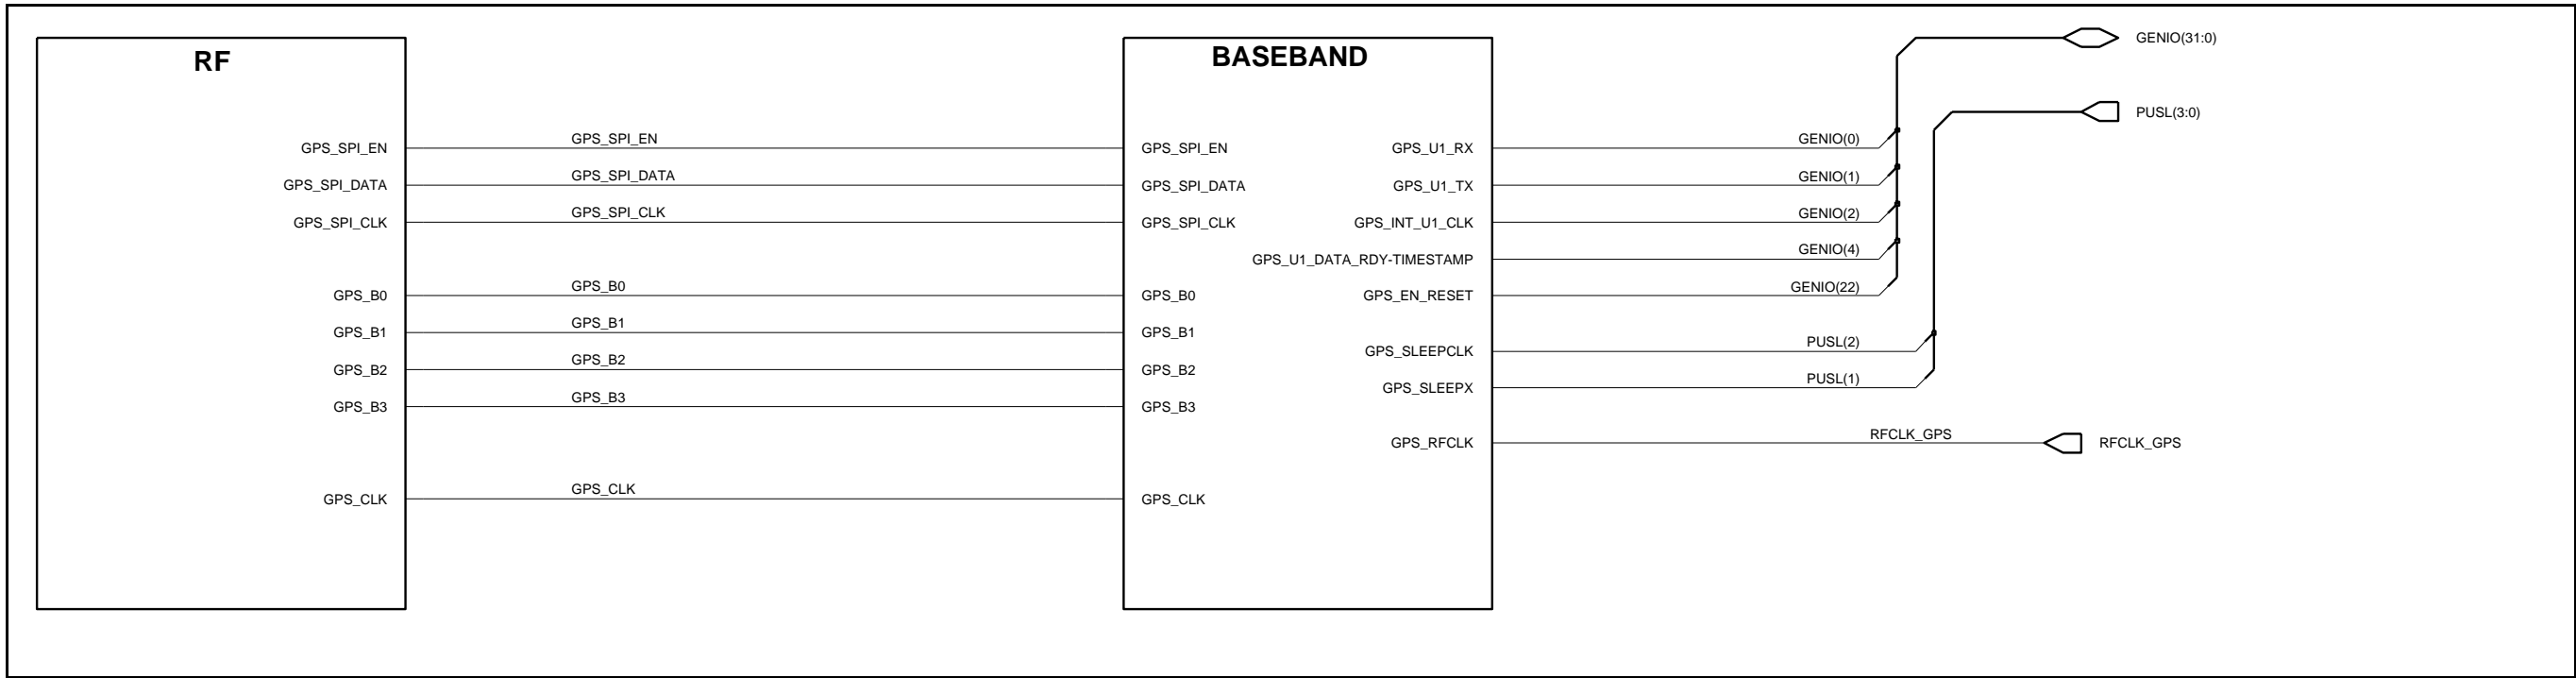 RF
BASEBAND
GENIO(31:0)
PUSL(3:0)
GPS_SPI_EN GPS_SPI_EN GPS_SPI_EN GPS_U1_RX GENIO(0)
GPS_SPI_DATA GPS_SPI_DATA GPS_SPI_DATA GPS_U1_TX GENIO(1)
GPS_SPI_CLK GPS_SPI_CLK GPS_SPI_CLK GPS_INT_U1_CLK GENIO(2)
GPS_U1_DATA_RDY-TIMESTAMP GENIO(4)
GPS_B0 GPS_B0 GPS_B0 GPS_EN_RESET GENIO(22)
GPS_B1 GPS_B1 GPS_B1
GPS_SLEEPCLK PUSL(2)
GPS_B2 GPS_B2 GPS_B2
GPS_SLEEPX PUSL(1)
GPS_B3 GPS_B3 GPS_B3
GPS_RFCLK RFCLK_GPS RFCLK_GPS
GPS_CLK GPS_CLK GPS_CLK